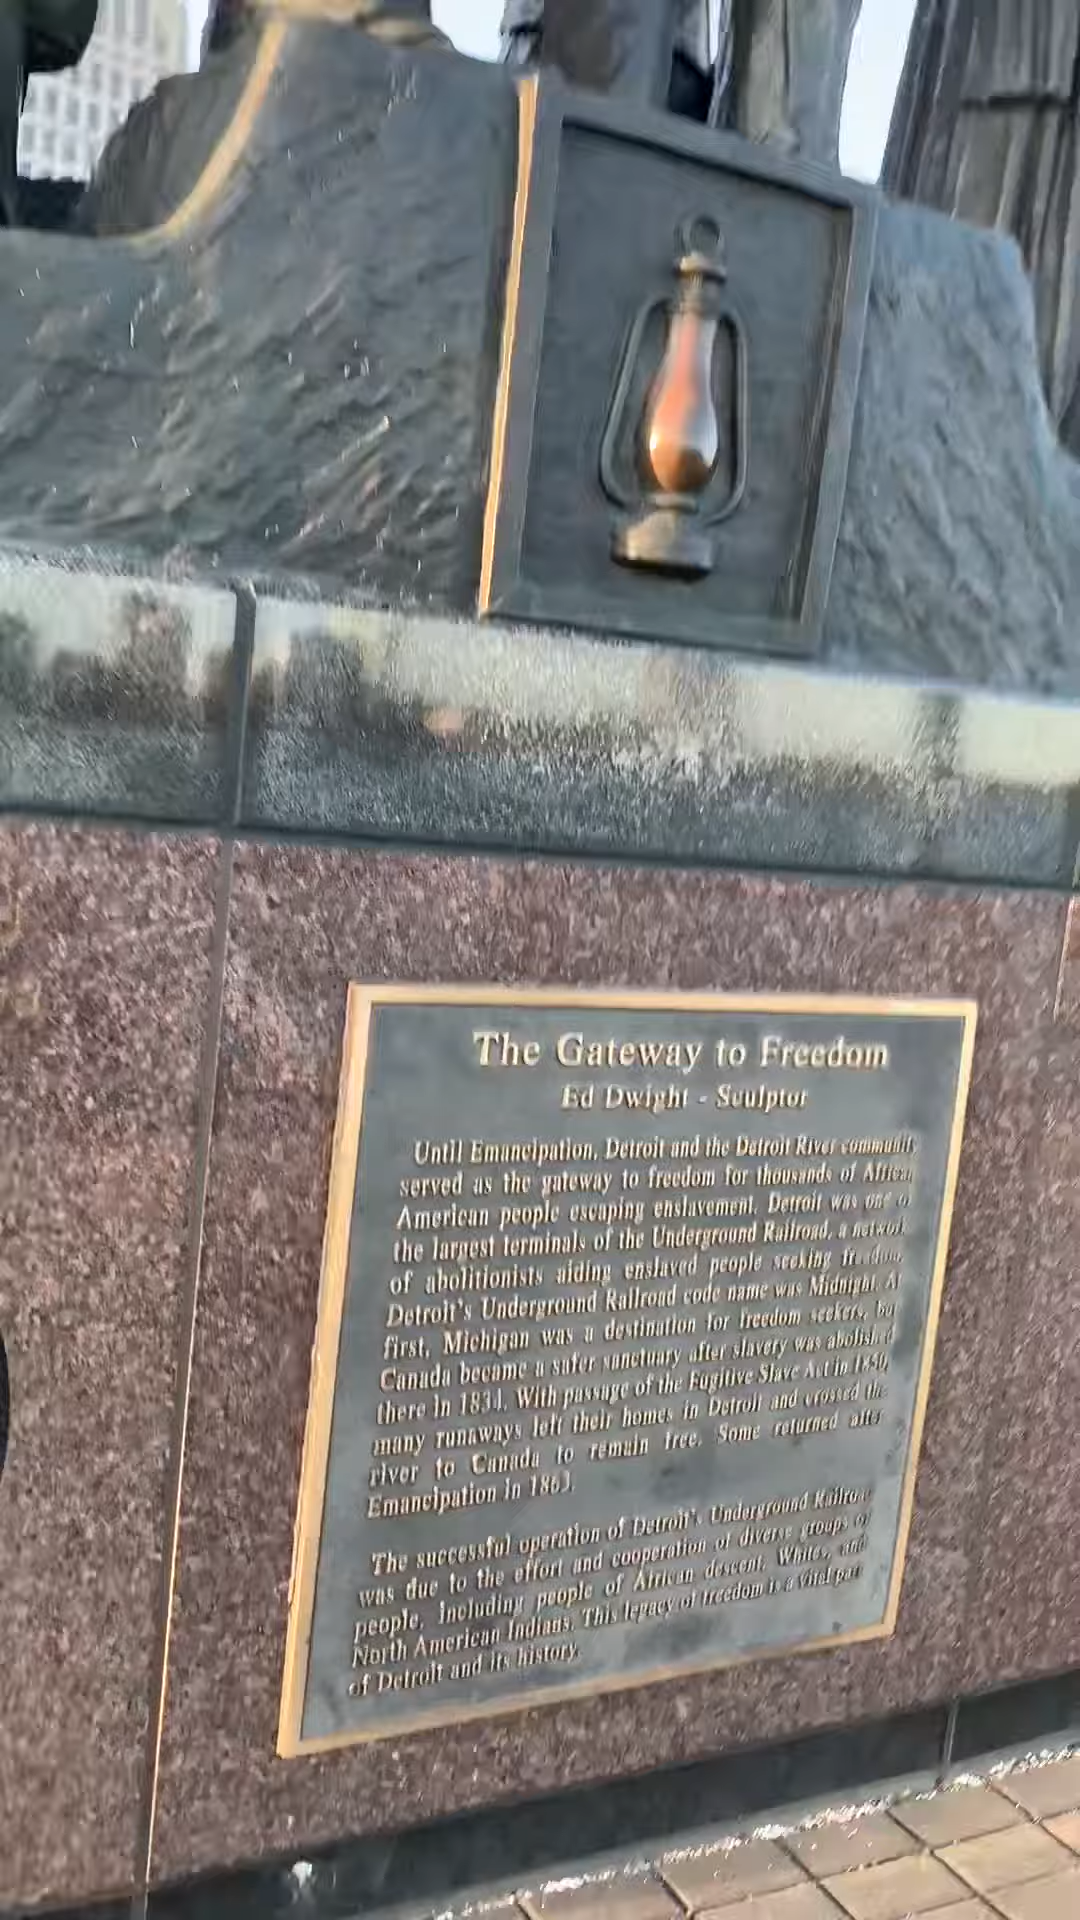 The Gateway to Freedom
Ed Dwight - Sculptor
Until Emancipation, Detroit and the Detroit River community
served as the gateway to freedom for thousands of African
American people escaping enslavement. Detroit was one of
the largest terminals of the Underground Railroad, a network
of abolitionists aiding enslaved people seeking freedom.
Detroit's Underground Railroad code name was Midnight. At
first, Michigan was a destination for freedom seekers, but
Canada became a safer sanctuary after slavery was abolished
there in 1834. With passage of the Fugitive Slave Act in 1850,
many runaways left their homes in Detroit and crossed the
river to Canada to remain free. Some returned after
Emancipation in 1863.
The successful operation of Detroit's Underground Railroad
was due to the effort and cooperation of diverse groups of
people, including people of African descent, Whites, and
North American Indians. This legacy of freedom is a vital part
of Detroit and its history.